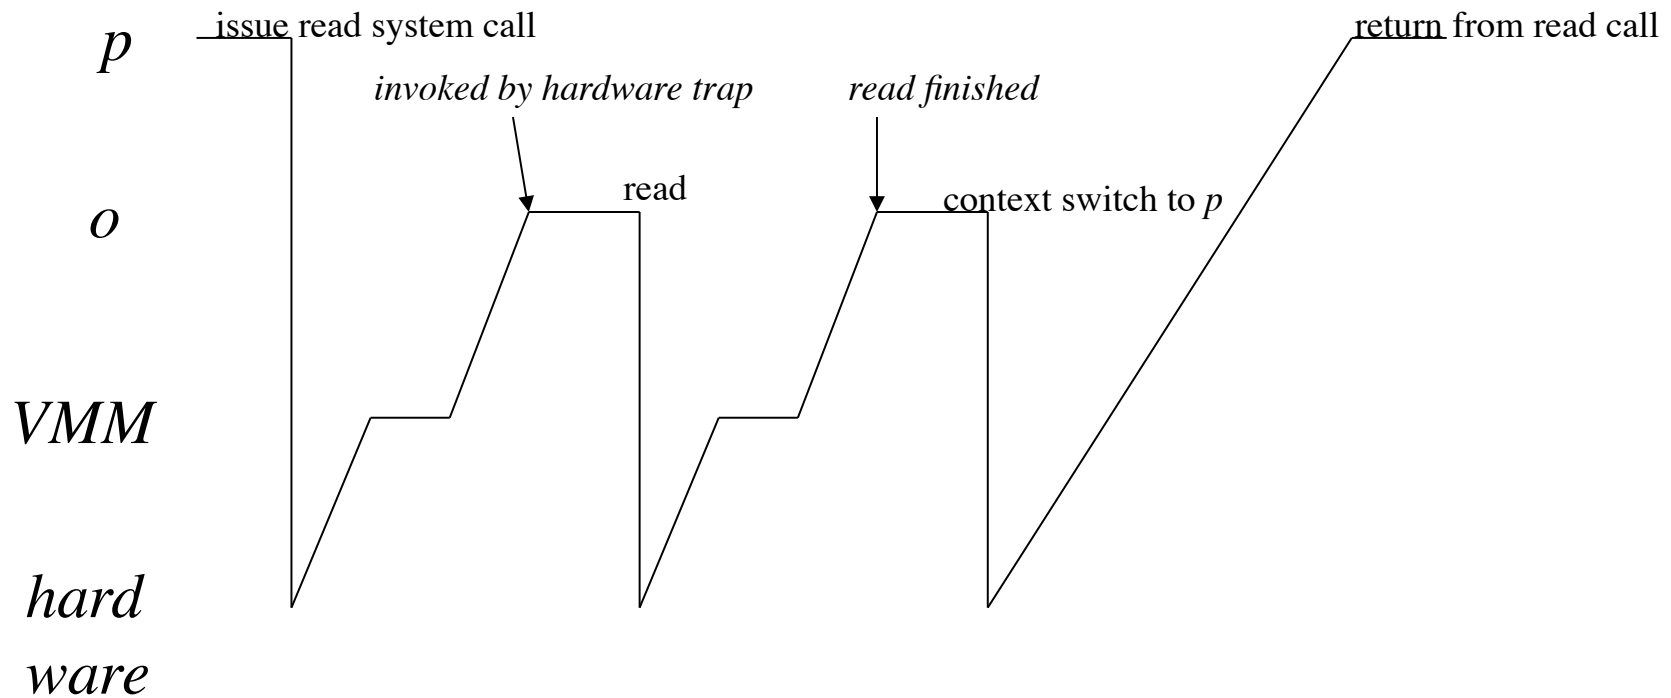 issue read system call
return from read call
p
invoked by hardware trap
read finished
read
context switch to p
o
VMM
hard
ware